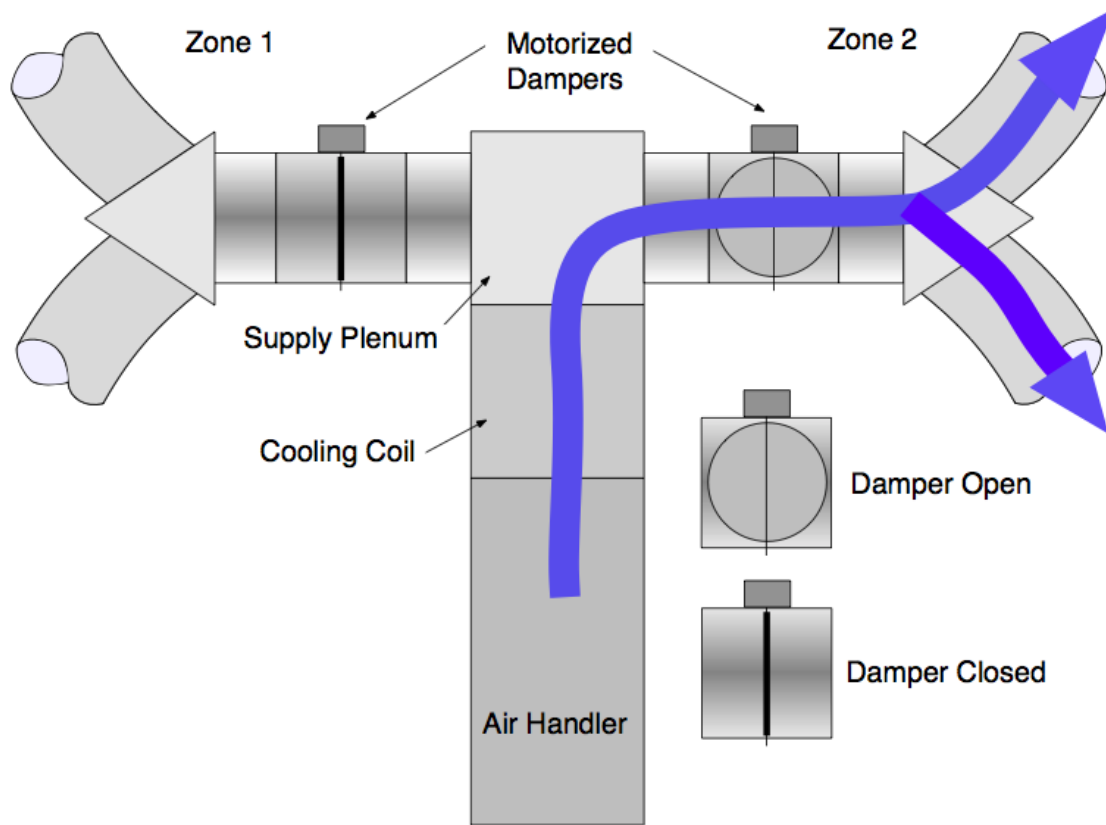 Zone 1
Motorized
Dampers
Zone 2
Supply Plenum
Cooling Coil
Damper Open
Damper Closed
Air Handler